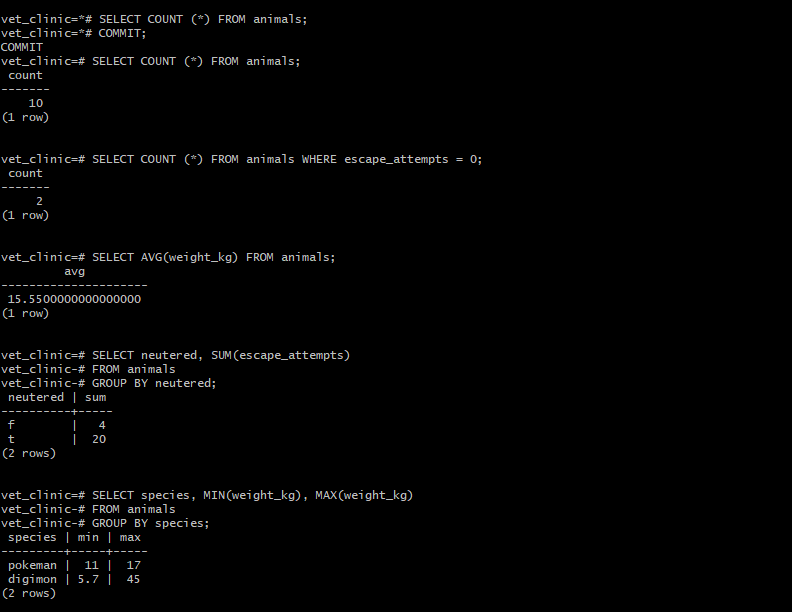 vet_clinic=*# SELECT COUNT (*) FROM animals;
vet_clinic=*# COMMIT;
COMMIT
vet_clinic=# SELECT COUNT (*) FROM animals;
 count
-------
    10
(1 row)

vet_clinic=# SELECT COUNT (*) FROM animals WHERE escape_attempts = 0;
 count
-------
     2
(1 row)

vet_clinic=# SELECT AVG(weight_kg) FROM animals;
         avg
---------------------
 15.5500000000000000
(1 row)

vet_clinic=# SELECT neutered, SUM(escape_attempts)
vet_clinic-# FROM animals
vet_clinic-# GROUP BY neutered;
 neutered | sum
----------+-----
 f        |   4
 t        |  20
(2 rows)

vet_clinic=# SELECT species, MIN(weight_kg), MAX(weight_kg)
vet_clinic-# FROM animals
vet_clinic-# GROUP BY species;
 species | min | max
---------+-----+-----
 pokeman |  11 |  17
 digimon | 5.7 |  45
(2 rows)